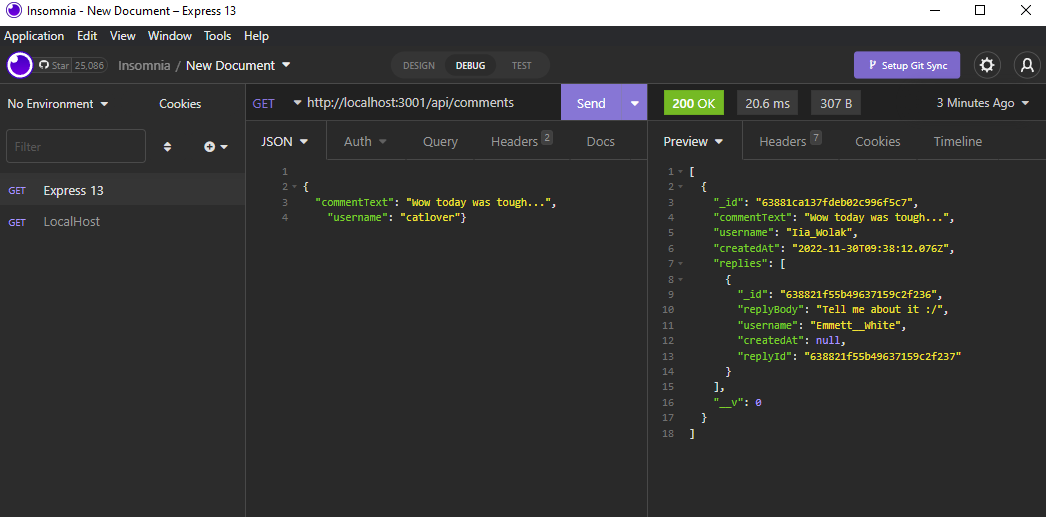 Insomnia - New Document – Express 13
Application Edit View Window Tools Help
Star 25,086 Insomnia / New Document DESIGN DEBUG TEST Setup Git Sync
No Environment Cookies GET http://localhost:3001/api/comments Send 200 OK 20.6 ms 307 B 3 Minutes Ago
Filter
GET Express 13
GET LocalHost
JSON Auth Query Headers 2 Docs
1
2 {
3 "commentText": "Wow today was tough...",
4 "username": "catlover"}
Preview Headers 7 Cookies Timeline
1 [
2 {
3 "_id": "63881ca137fdeb02c996f5c7",
4 "commentText": "Wow today was tough...",
5 "username": "Iia_Wolak",
6 "createdAt": "2022-11-30T09:38:12.076Z",
7 "replies": [
8 {
9 "_id": "638821f55b49637159c2f236",
10 "replyBody": "Tell me about it :/",
11 "username": "Emmett__White",
12 "createdAt": null,
13 "replyId": "638821f55b49637159c2f237"
14 }
15 ],
16 "__v": 0
17 }
18 ]